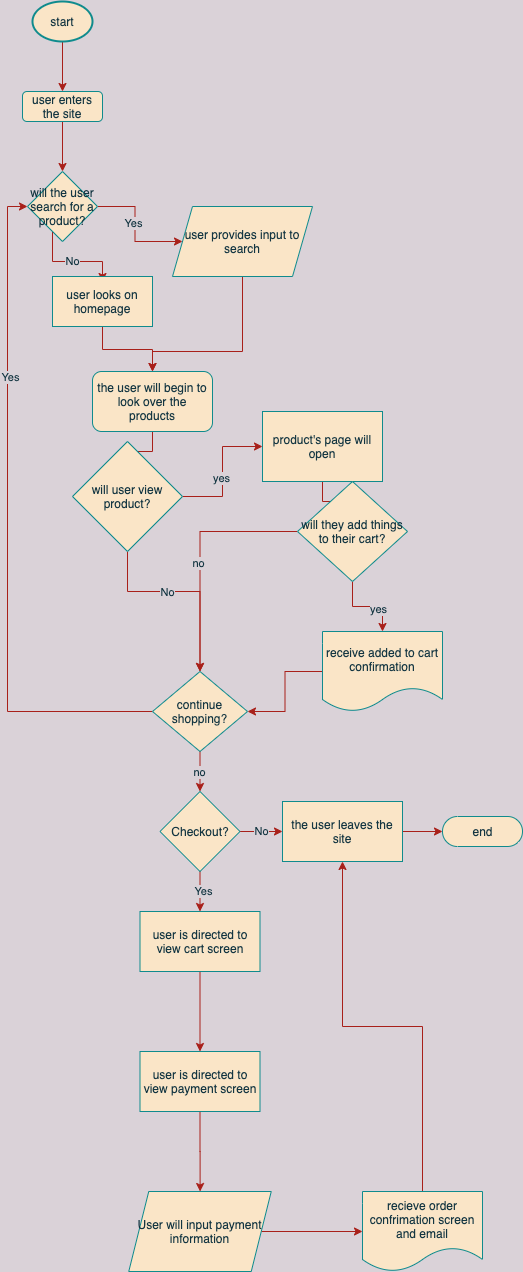 start
user enters
the site
will the user
search for a
product?
Yes
user provides input to
search
No
user looks on
homepage
Yes
the user will begin to
look over the
products
product's page will
open
will user view
product?
yes
will they add things
to their cart?
no
No
yes
receive added to cart
confirmation
continue
shopping?
no
Checkout?
No
the user leaves the
site
end
Yes
user is directed to
view cart screen
user is directed to
view payment screen
User will input payment
information
recieve order
confrimation screen
and email